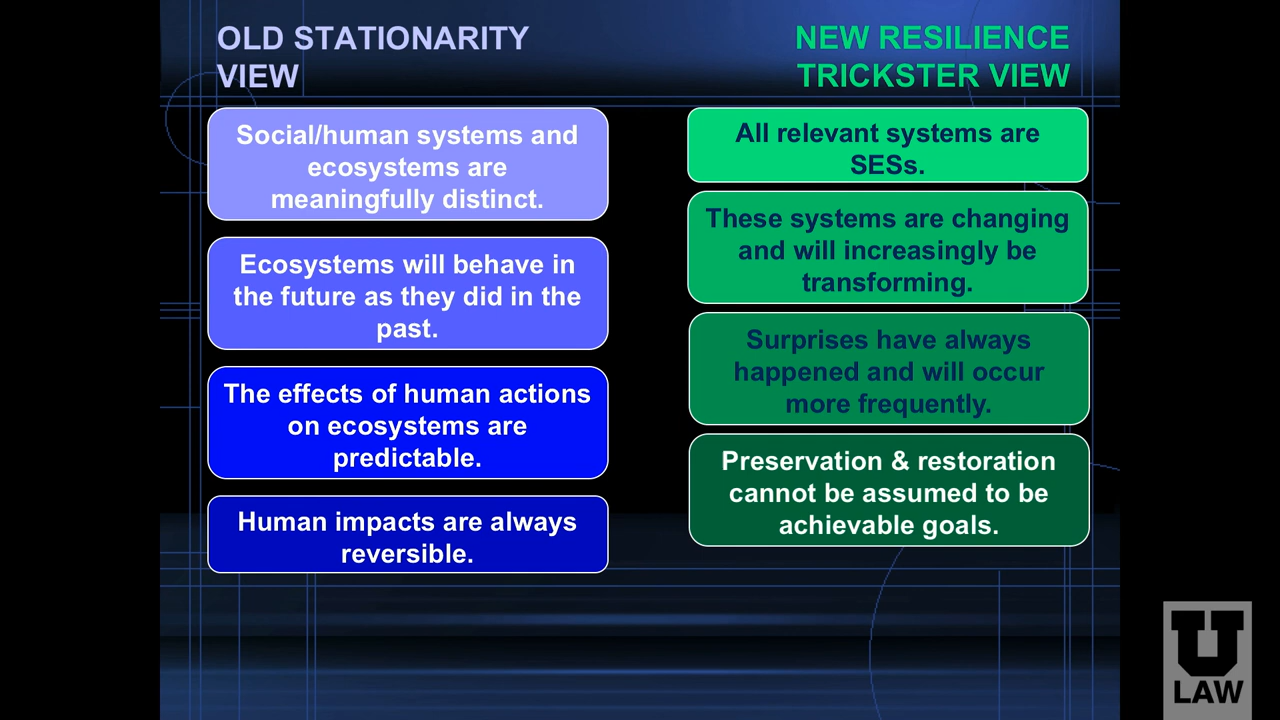 OLD STATIONARITY
VIEW
Social/human systems and
ecosystems are
meaningfully distinct.
Ecosystems will behave in
the future as they did in the
past.
The effects of human actions
on ecosystems are
predictable.
Human impacts are always
reversible.
NEW RESILIENCE
TRICKSTER VIEW
All relevant systems are
SESs.
These systems are changing
and will increasingly be
transforming.
Surprises have always
happened and will occur
more frequently.
Preservation & restoration
cannot be assumed to be
achievable goals.
U
LAW